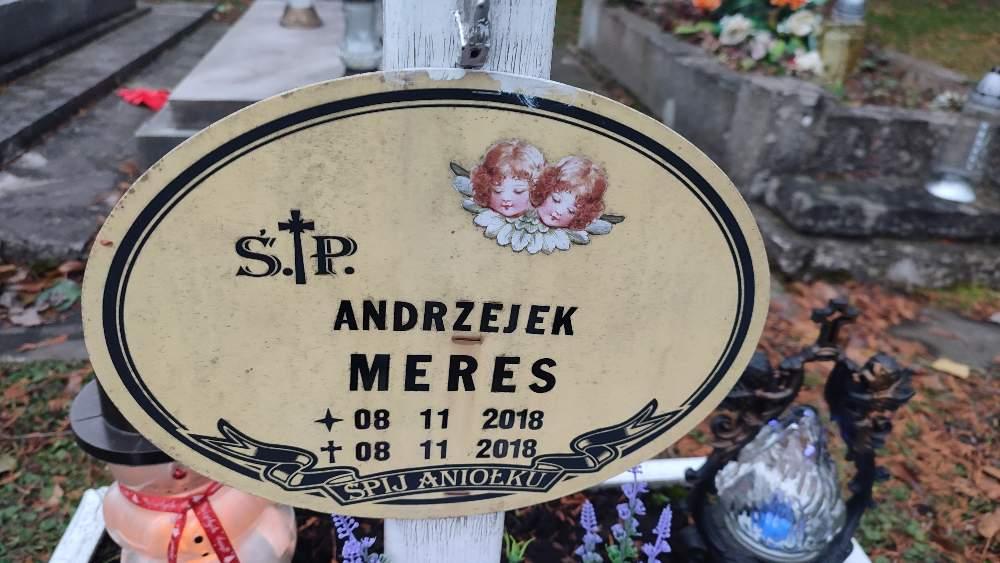 Ś.†P.
ANDRZEJEK
MERES
✦ 08 11 2018
† 08 11 2018
ŚPIJ ANIOŁKU